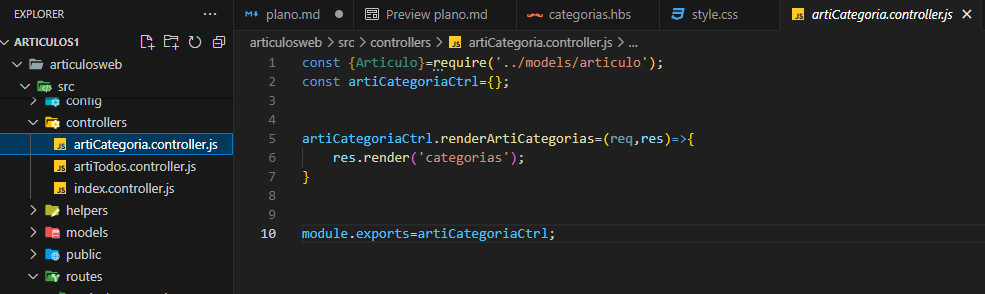 EXPLORER
plano.md
Preview plano.md
categorias.hbs
style.css
artiCategoria.controller.js
ARTICULOS1
articulosweb
src
config
controllers
artiCategoria.controller.js
artiTodos.controller.js
index.controller.js
helpers
models
public
routes
articulosweb > src > controllers > artiCategoria.controller.js > ...
1 const {Articulo}=require('../models/articulo');
2 const artiCategoriaCtrl={};
3
4
5 artiCategoriaCtrl.renderArtiCategorias=(req,res)=>{
6 res.render('categorias');
7 }
8
9
10 module.exports=artiCategoriaCtrl;